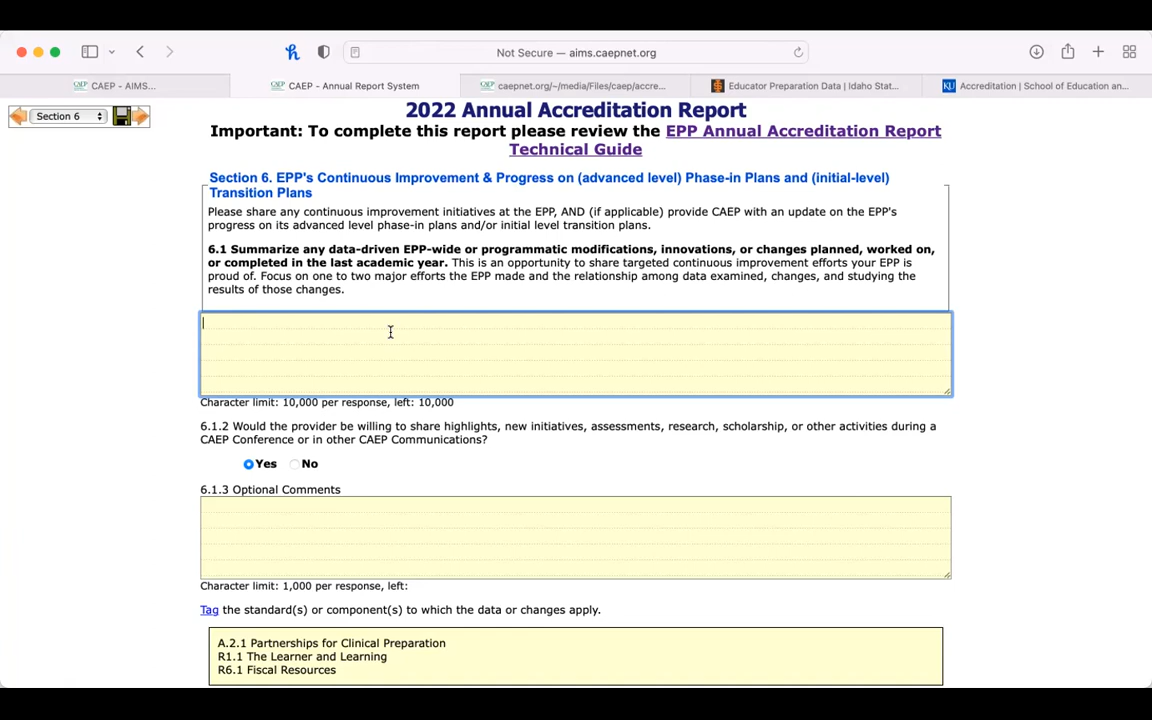 Not Secure — aims.caepnet.org
CAEP - AIMS...
CAEP - Annual Report System
caepnet.org/~/media/Files/caep/accre...
Educator Preparation Data | Idaho Stat...
KU Accreditation | School of Education an...
Section 6
2022 Annual Accreditation Report
Important: To complete this report please review the EPP Annual Accreditation Report
Technical Guide
Section 6. EPP's Continuous Improvement & Progress on (advanced level) Phase-in Plans and (initial-level)
Transition Plans
Please share any continuous improvement initiatives at the EPP, AND (if applicable) provide CAEP with an update on the EPP's
progress on its advanced level phase-in plans and/or initial level transition plans.
6.1 Summarize any data-driven EPP-wide or programmatic modifications, innovations, or changes planned, worked on,
or completed in the last academic year. This is an opportunity to share targeted continuous improvement efforts your EPP is
proud of. Focus on one to two major efforts the EPP made and the relationship among data examined, changes, and studying the
results of those changes.
Character limit: 10,000 per response, left: 10,000
6.1.2 Would the provider be willing to share highlights, new initiatives, assessments, research, scholarship, or other activities during a
CAEP Conference or in other CAEP Communications?
Yes No
6.1.3 Optional Comments
Character limit: 1,000 per response, left:
Tag the standard(s) or component(s) to which the data or changes apply.
A.2.1 Partnerships for Clinical Preparation
R1.1 The Learner and Learning
R6.1 Fiscal Resources